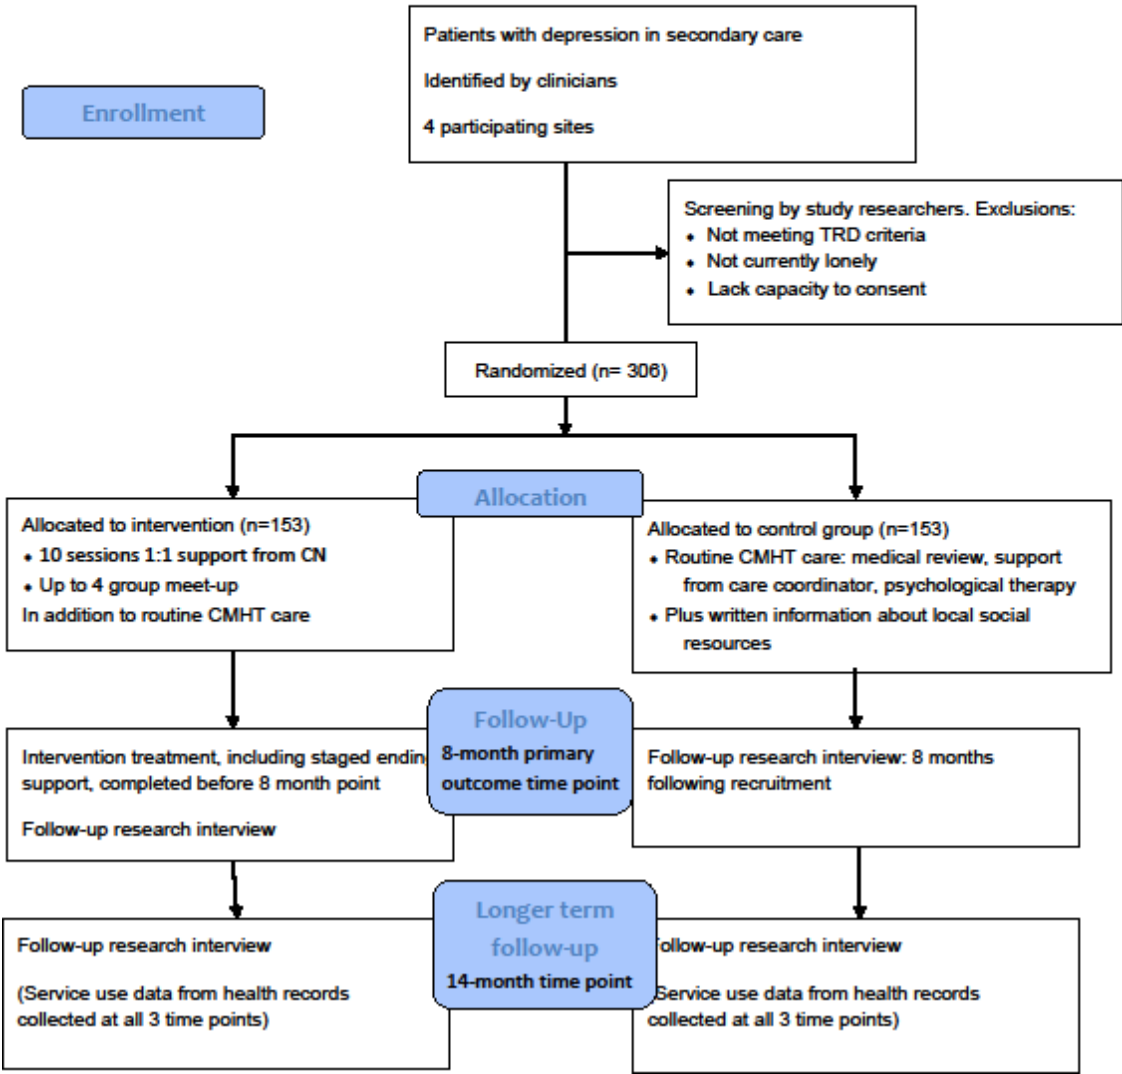 Patients with depression in secondary care
Identified by clinicians
4 participating sites
Enrollment
Screening by study researchers. Exclusions:
• Not meeting TRD criteria
• Not currently lonely
• Lack capacity to consent
Randomized (n= 306)
Allocation
Allocated to intervention (n=153)
• 10 sessions 1:1 support from CN
• Up to 4 group meet-up
In addition to routine CMHT care
Allocated to control group (n=153)
• Routine CMHT care: medical review, support
from care coordinator, psychological therapy
• Plus written information about local social
resources
Follow-Up
8-month primary
outcome time point
Intervention treatment, including staged ending
support, completed before 8 month point
Follow-up research interview
Follow-up research interview: 8 months
following recruitment
Longer term
follow-up
14-month time point
Follow-up research interview
(Service use data from health records
collected at all 3 time points)
Follow-up research interview
(Service use data from health records
collected at all 3 time points)